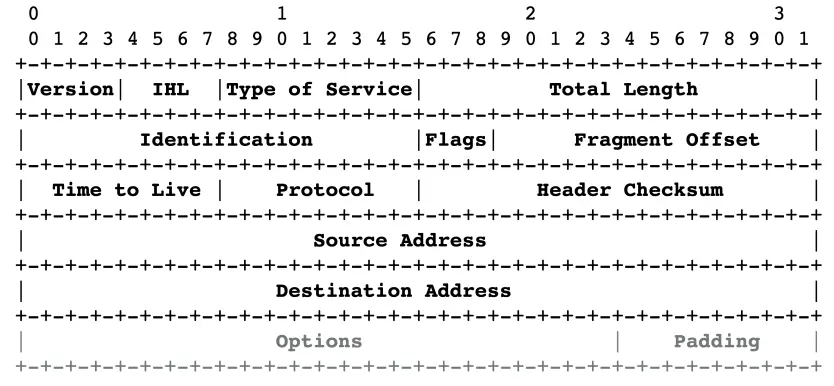 0                   1                   2                   3
 0 1 2 3 4 5 6 7 8 9 0 1 2 3 4 5 6 7 8 9 0 1 2 3 4 5 6 7 8 9 0 1
+-+-+-+-+-+-+-+-+-+-+-+-+-+-+-+-+-+-+-+-+-+-+-+-+-+-+-+-+-+-+-+-+
|Version|  IHL  |Type of Service|          Total Length         |
+-+-+-+-+-+-+-+-+-+-+-+-+-+-+-+-+-+-+-+-+-+-+-+-+-+-+-+-+-+-+-+-+
|         Identification        |Flags|      Fragment Offset    |
+-+-+-+-+-+-+-+-+-+-+-+-+-+-+-+-+-+-+-+-+-+-+-+-+-+-+-+-+-+-+-+-+
|  Time to Live |    Protocol   |         Header Checksum       |
+-+-+-+-+-+-+-+-+-+-+-+-+-+-+-+-+-+-+-+-+-+-+-+-+-+-+-+-+-+-+-+-+
|                       Source Address                          |
+-+-+-+-+-+-+-+-+-+-+-+-+-+-+-+-+-+-+-+-+-+-+-+-+-+-+-+-+-+-+-+-+
|                    Destination Address                        |
+-+-+-+-+-+-+-+-+-+-+-+-+-+-+-+-+-+-+-+-+-+-+-+-+-+-+-+-+-+-+-+-+
|                    Options                    |    Padding    |
+-+-+-+-+-+-+-+-+-+-+-+-+-+-+-+-+-+-+-+-+-+-+-+-+-+-+-+-+-+-+-+-+